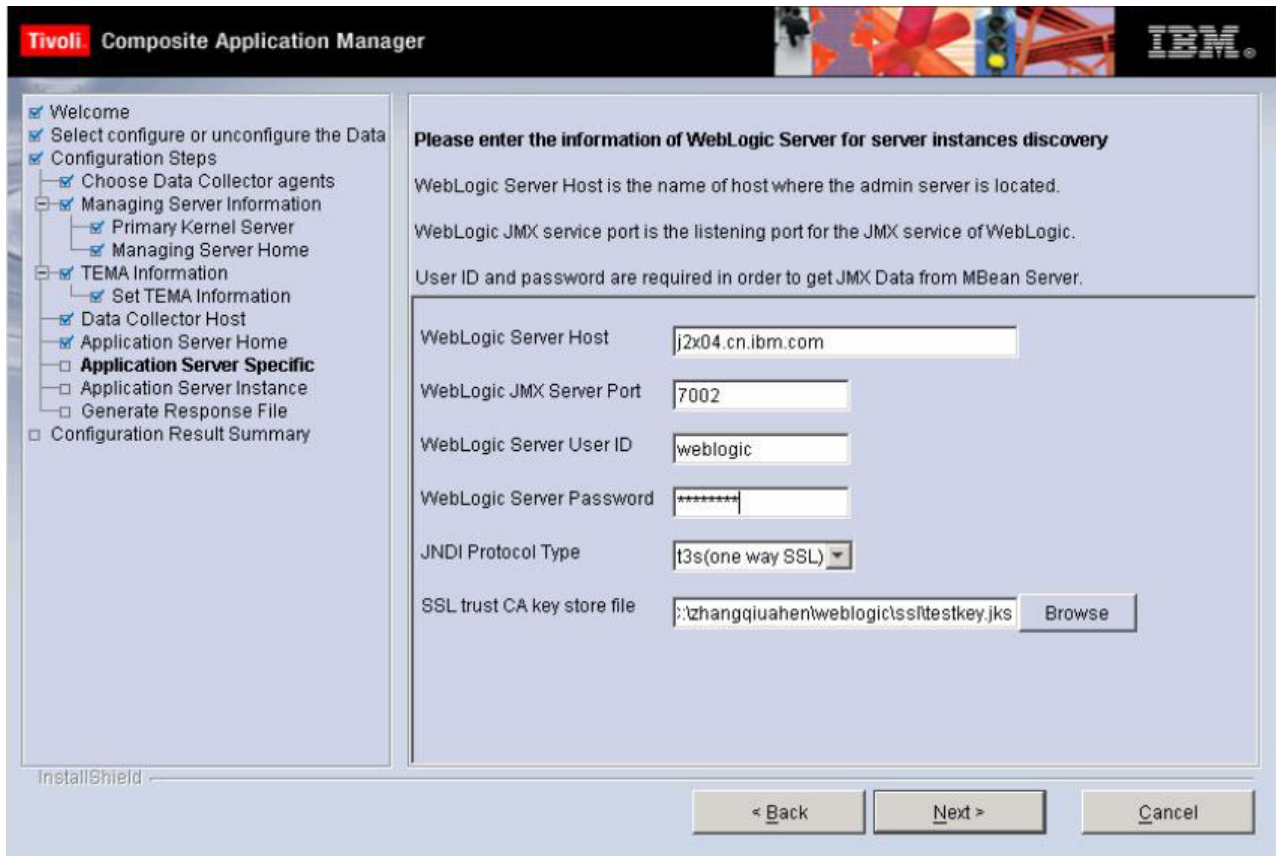 Tivoli. Composite Application Manager
IBM®
Welcome
Select configure or unconfigure the Data
Configuration Steps
Choose Data Collector agents
Managing Server Information
Primary Kernel Server
Managing Server Home
TEMA Information
Set TEMA Information
Data Collector Host
Application Server Home
Application Server Specific
Application Server Instance
Generate Response File
Configuration Result Summary
Please enter the information of WebLogic Server for server instances discovery
WebLogic Server Host is the name of host where the admin server is located.
WebLogic JMX service port is the listening port for the JMX service of WebLogic.
User ID and password are required in order to get JMX Data from MBean Server.
WebLogic Server Host j2x04.cn.ibm.com
WebLogic JMX Server Port 7002
WebLogic Server User ID weblogic
WebLogic Server Password ********
JNDI Protocol Type t3s(one way SSL)
SSL trust CA key store file :\zhangqiuahen\weblogic\ssl\testkey.jks Browse
InstallShield
< Back Next > Cancel